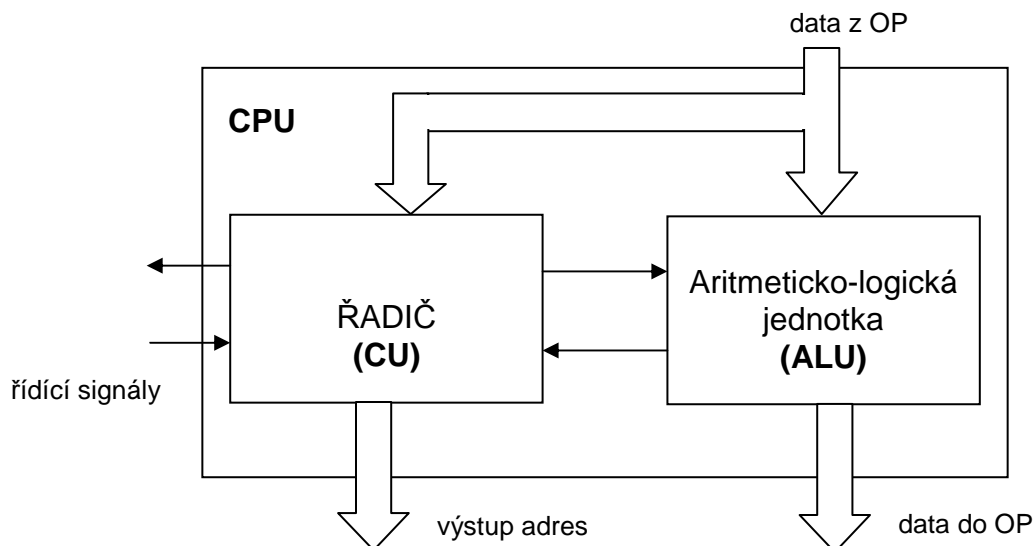 data z OP
CPU
ŘADIČ
(CU)
Aritmeticko-logická
jednotka
(ALU)
řídící signály
výstup adres
data do OP